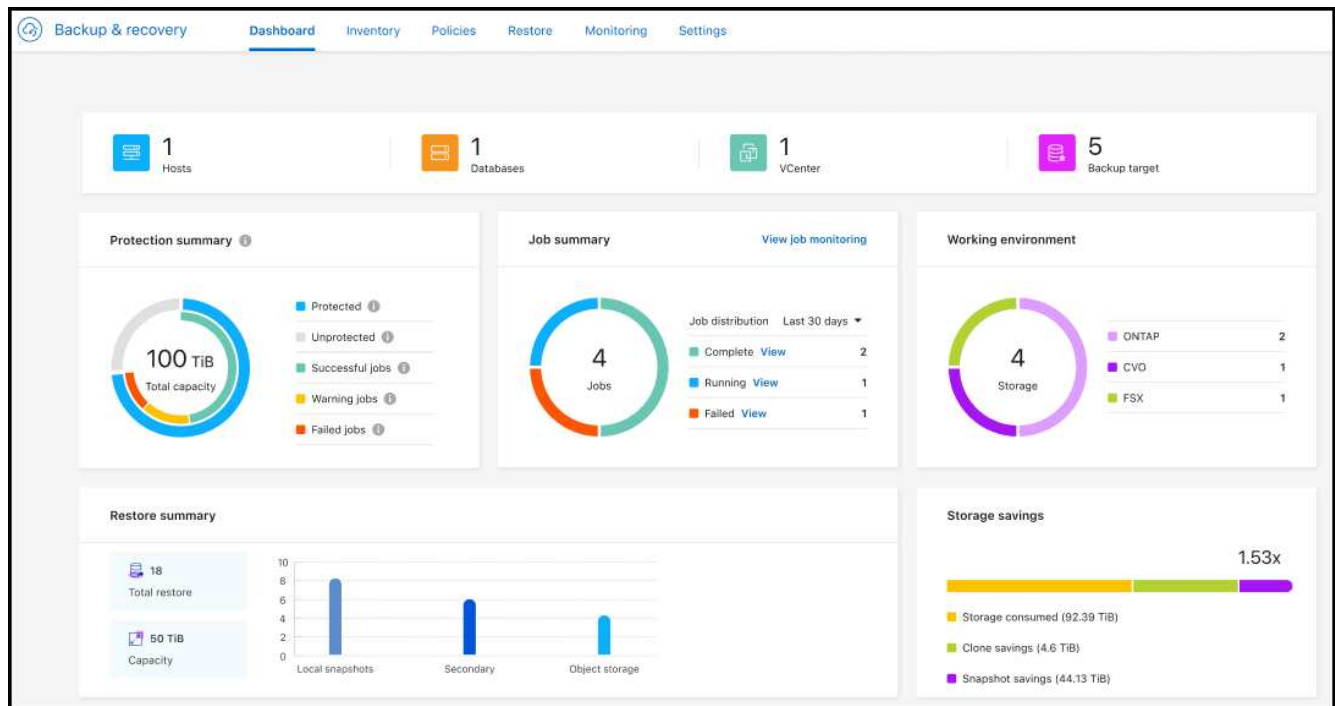 Backup & recovery Dashboard Inventory Policies Restore Monitoring Settings
1 1 1 5
Hosts Databases VCenter Backup target
Protection summary
100 TiB
Total capacity
Protected
Unprotected
Successful jobs
Warning jobs
Failed jobs
Job summary View job monitoring
4
Jobs
Job distribution Last 30 days
Complete View 2
Running View 1
Failed View 1
Working environment
4
Storage
ONTAP 2
CVO 1
FSX 1
Restore summary
18
Total restore
50 TiB
Capacity
10
8
6
4
2
0
Local snapshots Secondary Object storage
Storage savings
1.53x
Storage consumed (92.39 TiB)
Clone savings (4.6 TiB)
Snapshot savings (44.13 TiB)